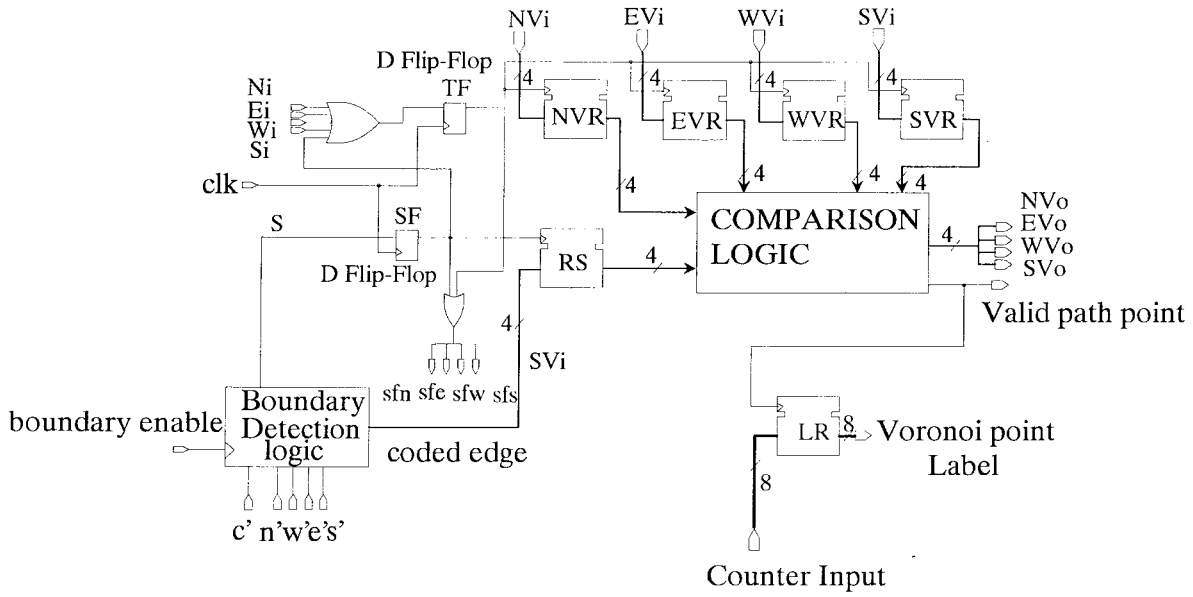 NVi
EVi
WVi
SVi
D Flip-Flop
TF
4
4
4
4
Ni
Ei
Wi
Si
NVR
EVR
WVR
SVR
clk
4
4
4
4
S
SF
D Flip-Flop
RS
4
COMPARISON
LOGIC
4
NVo
EVo
WVo
SVo
Valid path point
4
SVi
sfn sfe sfw sfs
boundary enable
Boundary
Detection
logic
coded edge
c' n'w'e's'
LR
8
Voronoi point
Label
8
Counter Input